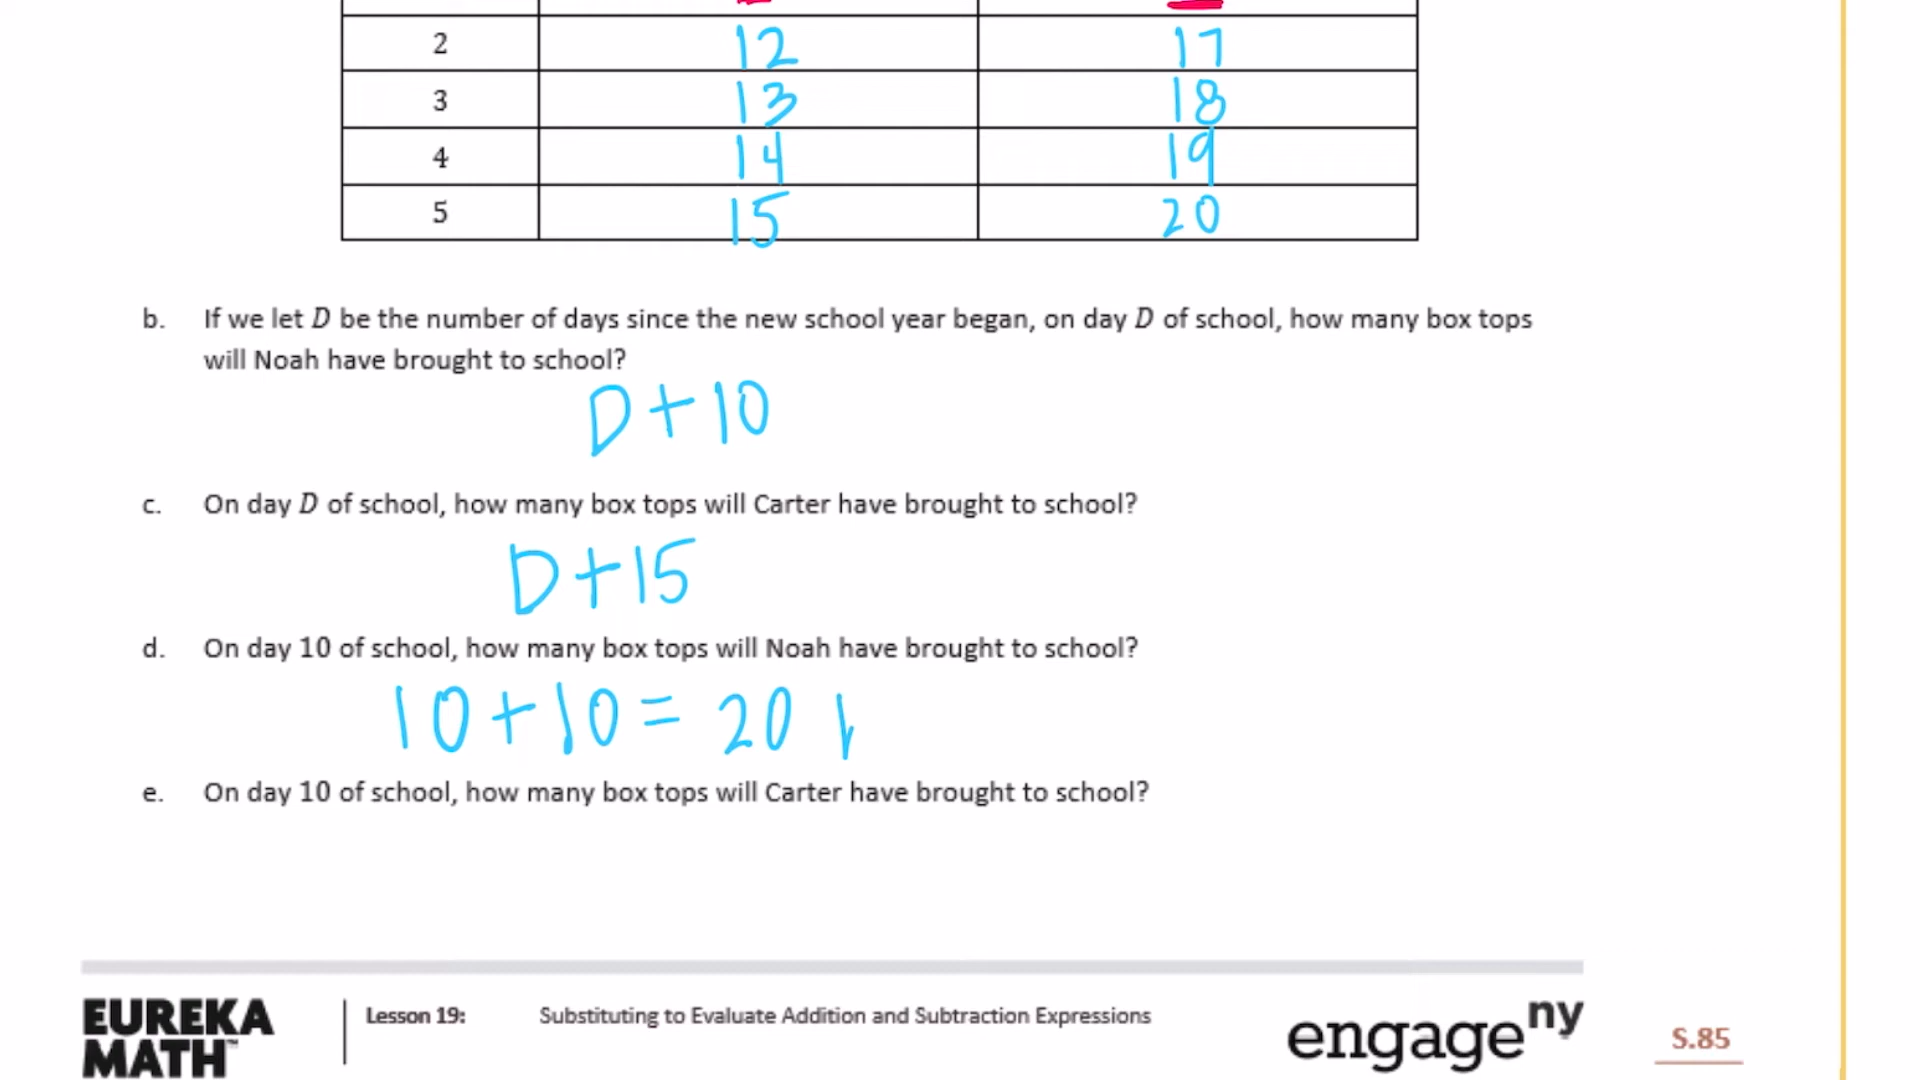 2 12 17
3 13 18
4 14 19
5 15 20
b. If we let D be the number of days since the new school year began, on day D of school, how many box tops
will Noah have brought to school?
D+10
c. On day D of school, how many box tops will Carter have brought to school?
D+15
d. On day 10 of school, how many box tops will Noah have brought to school?
10+10= 20
e. On day 10 of school, how many box tops will Carter have brought to school?
EUREKA
MATH™
Lesson 19: Substituting to Evaluate Addition and Subtraction Expressions
engage ny
S.85